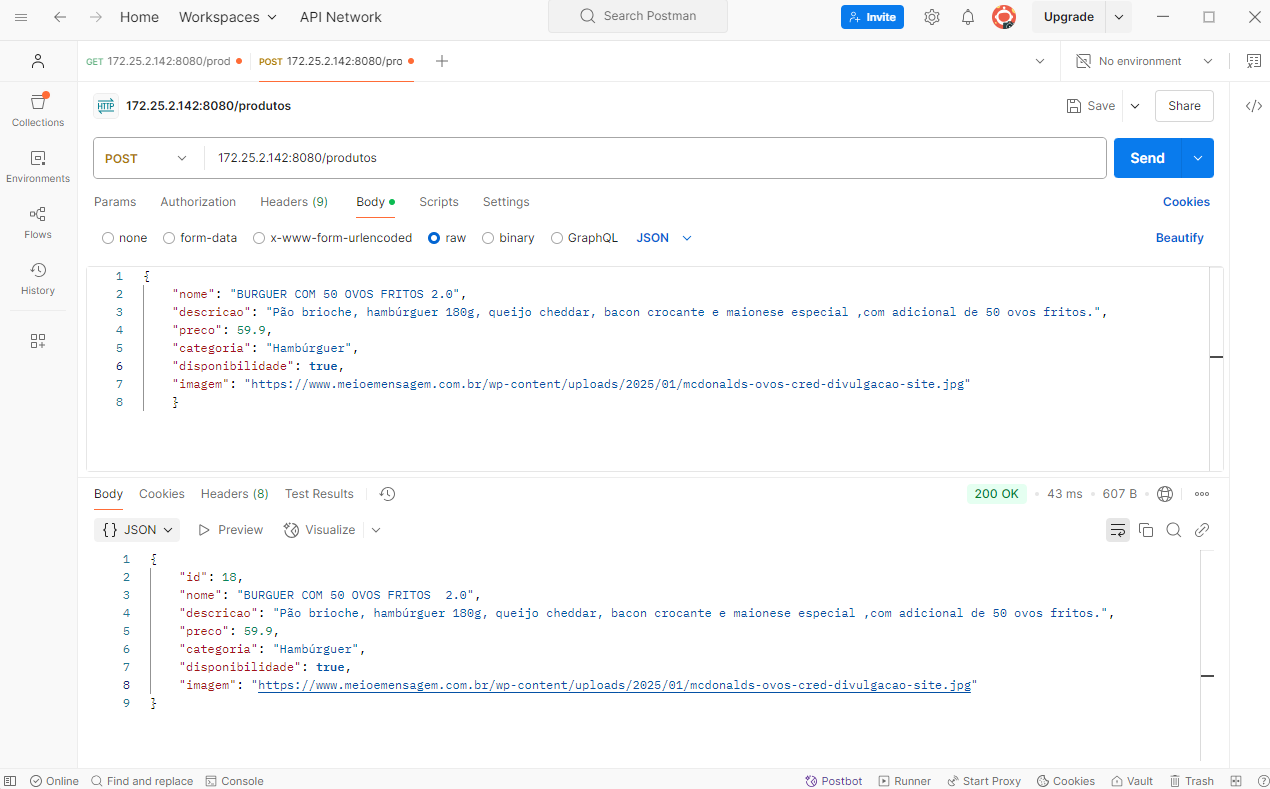 Home Workspaces API Network Search Postman Invite Upgrade
GET 172.25.2.142:8080/prod POST 172.25.2.142:8080/pro No environment
HTTP 172.25.2.142:8080/produtos Save Share
Collections
POST 172.25.2.142:8080/produtos Send
Environments
Params Authorization Headers (9) Body Scripts Settings Cookies
Flows
none form-data x-www-form-urlencoded raw binary GraphQL JSON Beautify
History
1 {
2 "nome": "BURGUER COM 50 OVOS FRITOS 2.0",
3 "descricao": "Pão brioche, hambúrguer 180g, queijo cheddar, bacon crocante e maionese especial ,com adicional de 50 ovos fritos.",
4 "preco": 59.9,
5 "categoria": "Hambúrguer",
6 "disponibilidade": true,
7 "imagem": "https://www.meioemensagem.com.br/wp-content/uploads/2025/01/mcdonalds-ovos-cred-divulgacao-site.jpg"
8 }
Body Cookies Headers (8) Test Results 200 OK 43 ms 607 B
{} JSON Preview Visualize
1 {
2 "id": 18,
3 "nome": "BURGUER COM 50 OVOS FRITOS  2.0",
4 "descricao": "Pão brioche, hambúrguer 180g, queijo cheddar, bacon crocante e maionese especial ,com adicional de 50 ovos fritos.",
5 "preco": 59.9,
6 "categoria": "Hambúrguer",
7 "disponibilidade": true,
8 "imagem": "https://www.meioemensagem.com.br/wp-content/uploads/2025/01/mcdonalds-ovos-cred-divulgacao-site.jpg"
9 }
Online Find and replace Console Postbot Runner Start Proxy Cookies Vault Trash